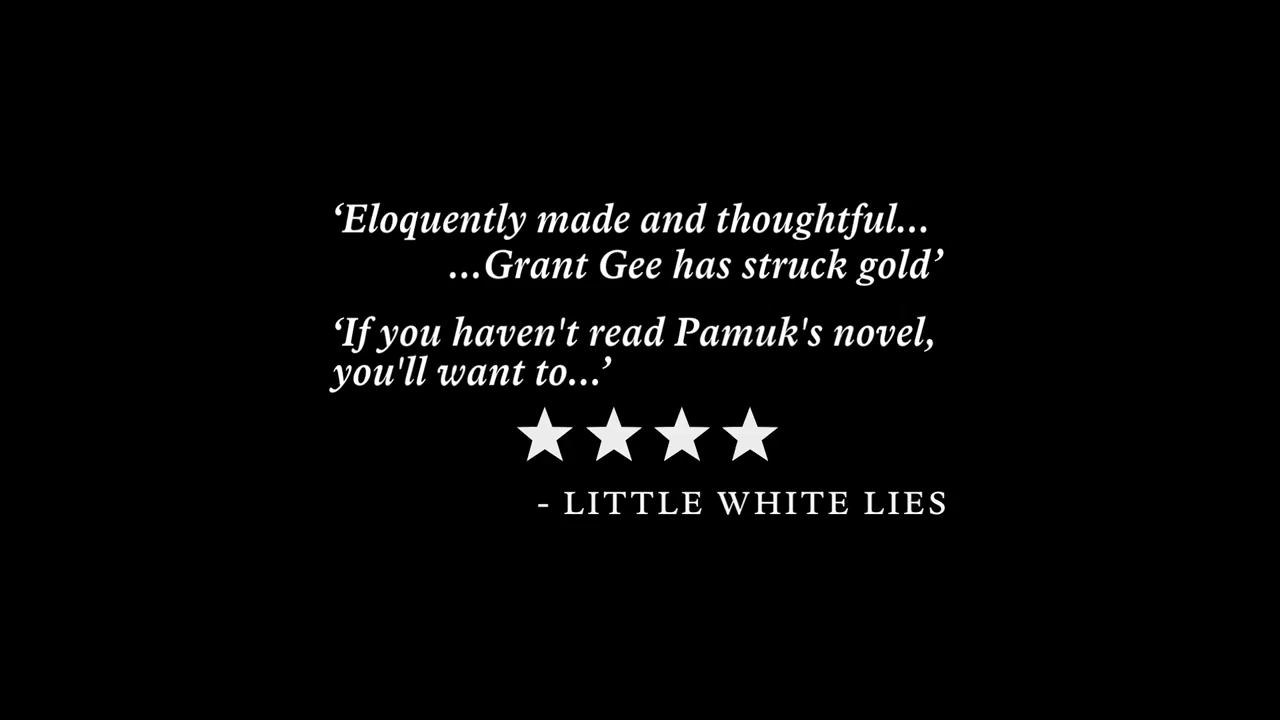 ‘Eloquently made and thoughtful...
...Grant Gee has struck gold’
‘If you haven't read Pamuk's novel,
you'll want to...’
- LITTLE WHITE LIES